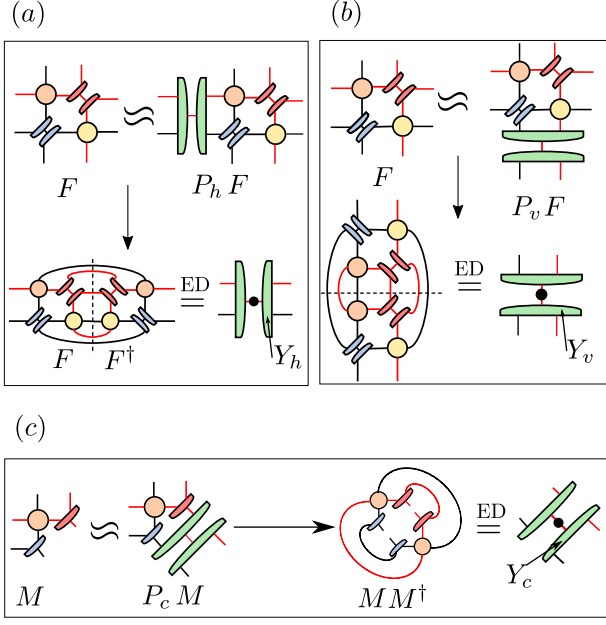 (a)
F ≈ P_h F
F F† ED = Y_h
(b)
F ≈ P_v F
ED = Y_v
(c)
M ≈ P_c M
M M† ED = Y_c